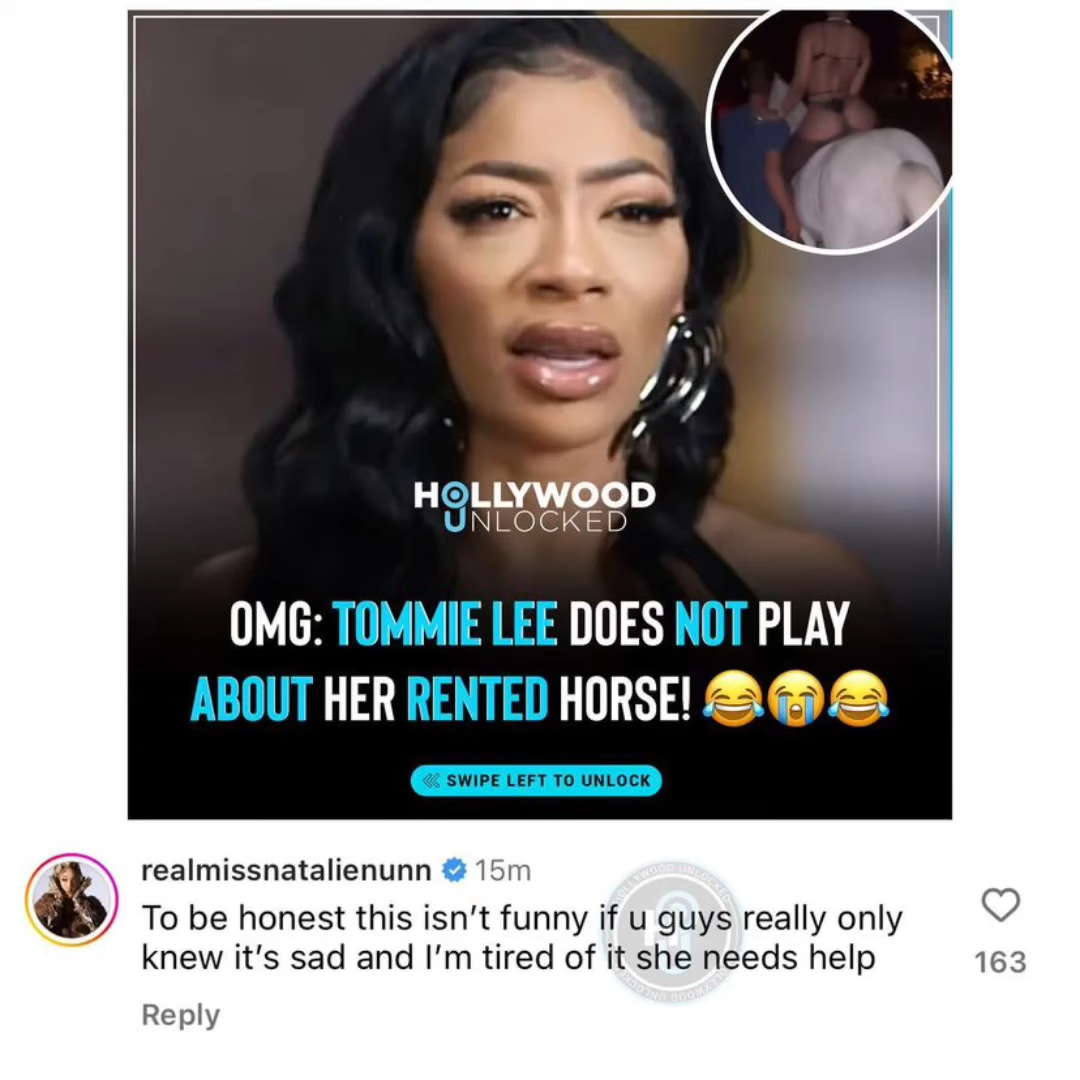 HOLLYWOOD
UNLOCKED
OMG: TOMMIE LEE DOES NOT PLAY
ABOUT HER RENTED HORSE! 😂😭😂
SWIPE LEFT TO UNLOCK
realmissnatalienunn 15m
To be honest this isn’t funny if u guys really only
knew it’s sad and I’m tired of it she needs help
163
Reply
HOLLYWOOD UNLOCKED